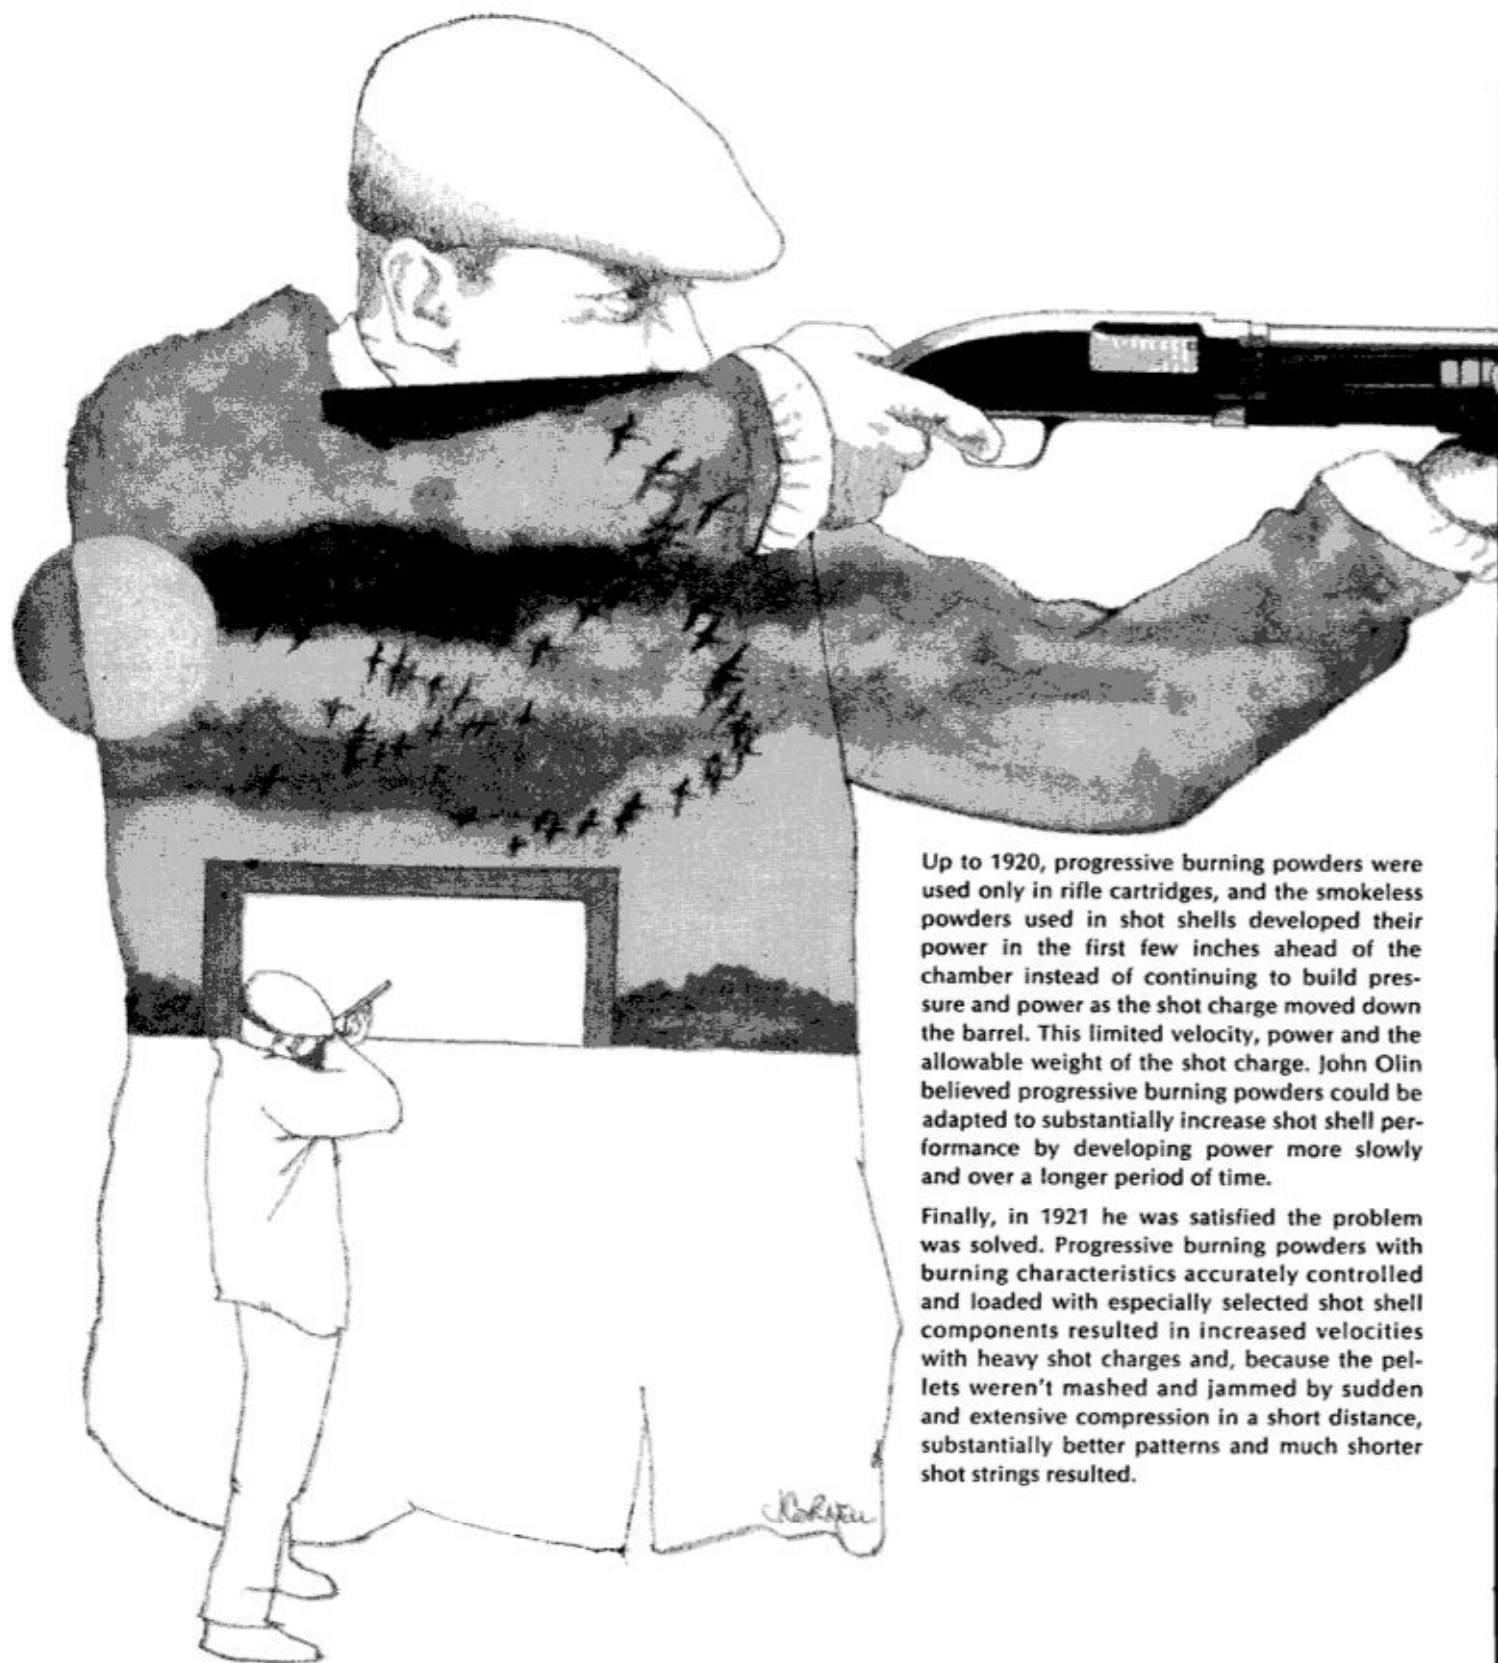 Up to 1920, progressive burning powders were
used only in rifle cartridges, and the smokeless
powders used in shot shells developed their
power in the first few inches ahead of the
chamber instead of continuing to build pres-
sure and power as the shot charge moved down
the barrel. This limited velocity, power and the
allowable weight of the shot charge. John Olin
believed progressive burning powders could be
adapted to substantially increase shot shell per-
formance by developing power more slowly
and over a longer period of time.
Finally, in 1921 he was satisfied the problem
was solved. Progressive burning powders with
burning characteristics accurately controlled
and loaded with especially selected shot shell
components resulted in increased velocities
with heavy shot charges and, because the pel-
lets weren't mashed and jammed by sudden
and extensive compression in a short distance,
substantially better patterns and much shorter
shot strings resulted.